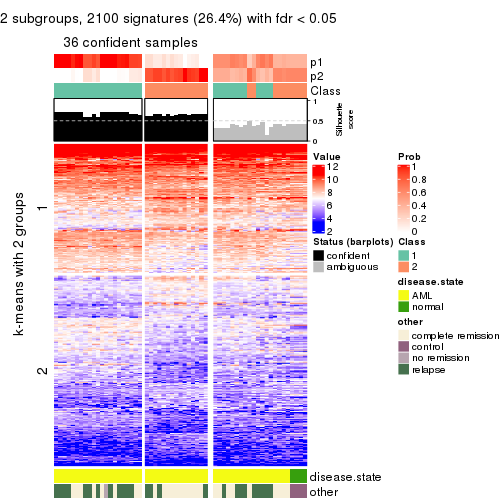 2 subgroups, 2100 signatures (26.4%) with fdr < 0.05
36 confident samples
p1
p2
Class
1
0.5
0
Silhouette
score
k-means with 2 groups
1
2
Value
12
10
8
6
4
2
Prob
1
0.8
0.6
0.4
0.2
0
Status (barplots)
confident
ambiguous
Class
1
2
disease.state
AML
normal
other
complete remission
control
no remission
relapse
disease.state
other